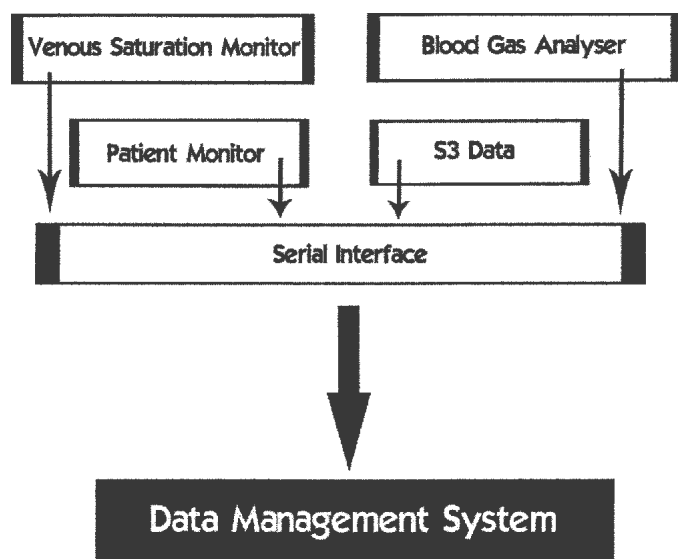 Venous Saturation Monitor
Blood Gas Analyser
Patient Monitor
S3 Data
Serial Interface
Data Management System